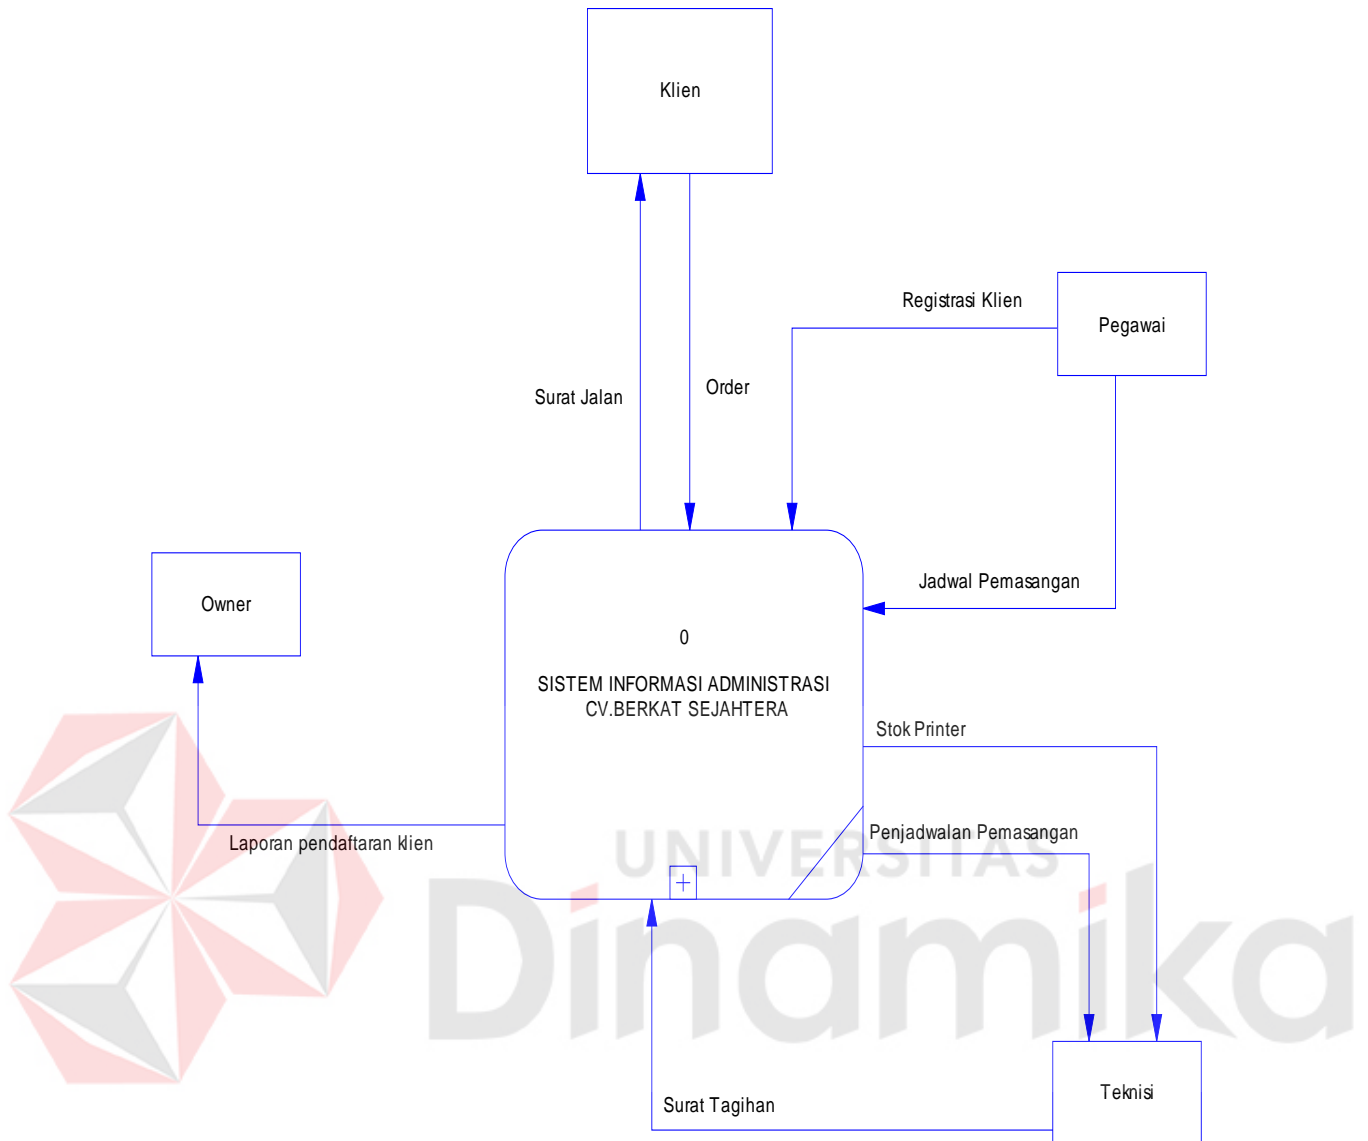 Klien
Registrasi Klien
Pegawai
Surat Jalan
Order
Jadwal Pemasangan
Owner
0
SISTEM INFORMASI ADMINISTRASI
CV.BERKAT SEJAHTERA
Stok Printer
Laporan pendaftaran klien
Penjadwalan Pemasangan
UNIVERSITAS
Dinamika
Teknisi
Surat Tagihan